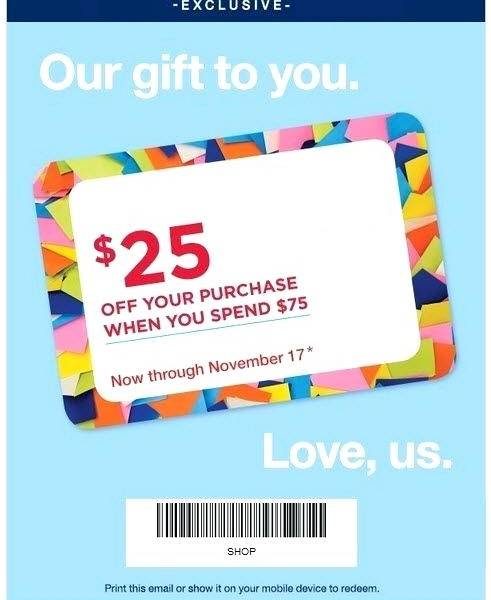 -EXCLUSIVE-
Our gift to you.
$25
OFF YOUR PURCHASE
WHEN YOU SPEND $75
Now through November 17*
Love, us.
SHOP
Print this email or show it on your mobile device to redeem.